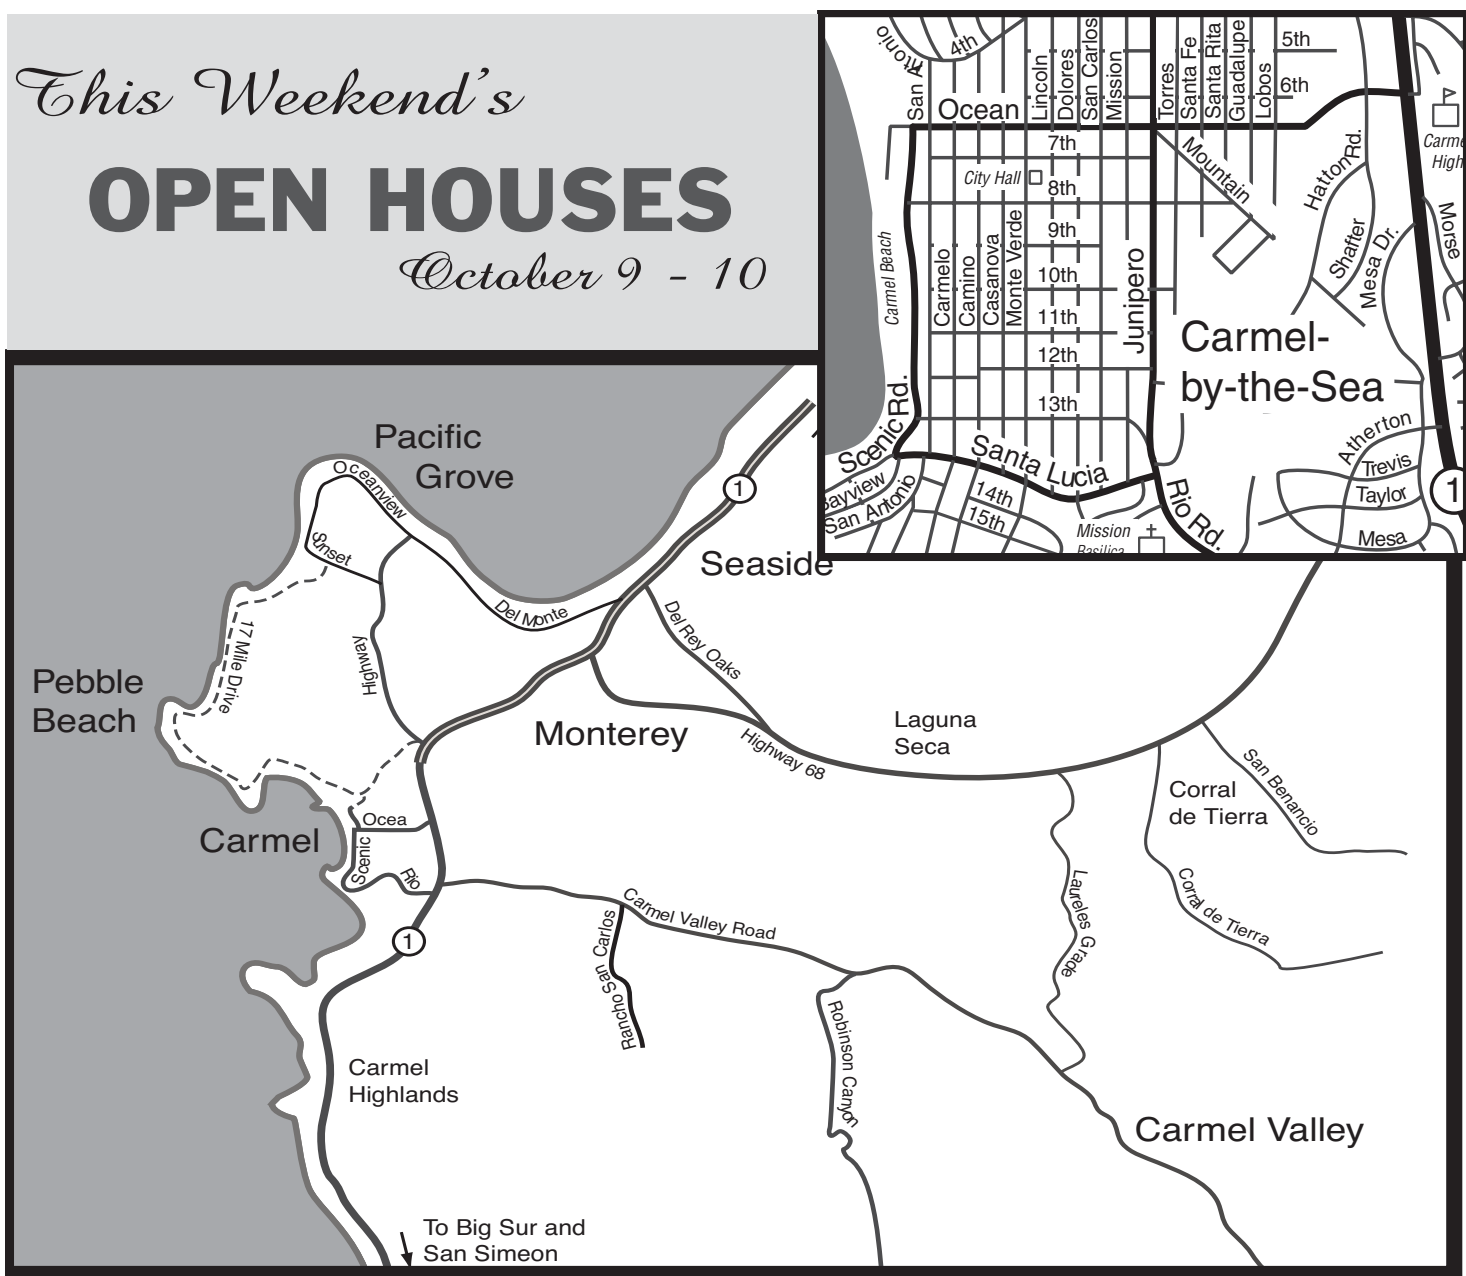 This Weekend's
OPEN HOUSES
October 9 - 10
San Antonio
4th
Ocean
Lincoln
Dolores
San Carlos
Mission
Torres
Santa Fe
Santa Rita
Guadalupe
Lobos
5th
6th
7th
City Hall
8th
9th
10th
11th
12th
13th
Mountain
Hatton Rd.
Shafter
Mesa Dr.
Carme
High
Morse
Carmel Beach
Carmelo
Camino
Casanova
Monte Verde
Junipero
Carmel-
by-the-Sea
Scenic Rd.
Santa Lucia
Bayview
San Antonio
14th
15th
Mission
Basilica
Rio Rd.
Atherton
Trevis
Taylor
Mesa
1
Pacific
Grove
Oceanview
Sunset
Del Monte
1
Seaside
Pebble
Beach
17 Mile Drive
Highway
Del Rey Oaks
Monterey
Highway 68
Laguna
Seca
San Benancio
Corral
de Tierra
Carmel
Ocea
Scenic
Rio
1
Carmel Valley Road
Rancho San Carlos
Laureles Grade
Corral de Tierra
Robinson Canyon
Carmel
Highlands
Carmel Valley
To Big Sur and
San Simeon